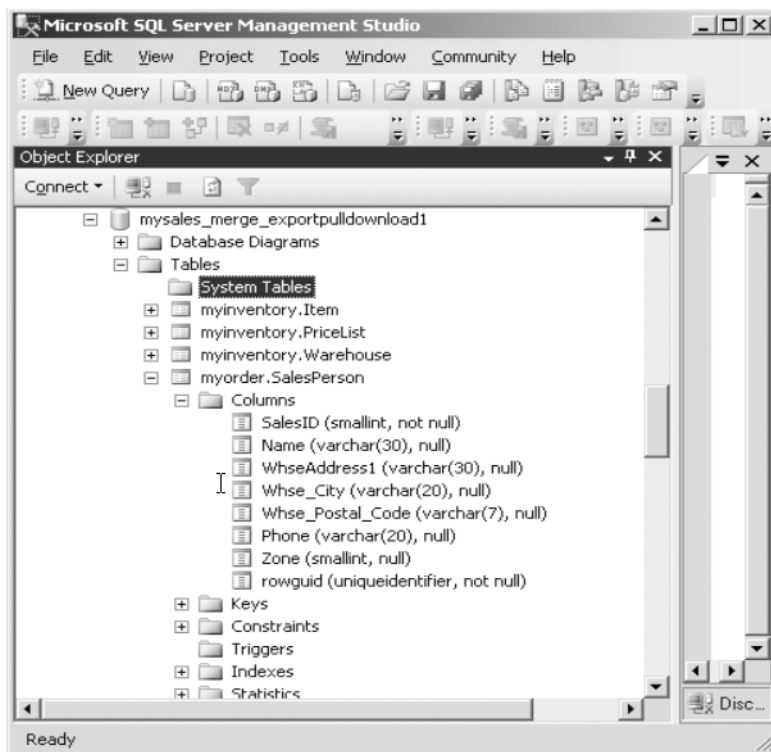 Microsoft SQL Server Management Studio
File Edit View Project Tools Window Community Help
New Query
Object Explorer
Connect
mysales_merge_exportpulldownload1
Database Diagrams
Tables
System Tables
myinventory.Item
myinventory.PriceList
myinventory.Warehouse
myorder.SalesPerson
Columns
SalesID (smallint, not null)
Name (varchar(30), null)
WhseAddress1 (varchar(30), null)
Whse_City (varchar(20), null)
Whse_Postal_Code (varchar(7), null)
Phone (varchar(20), null)
Zone (smallint, null)
rowguid (uniqueidentifier, not null)
Keys
Constraints
Triggers
Indexes
Statistics
Disc...
Ready